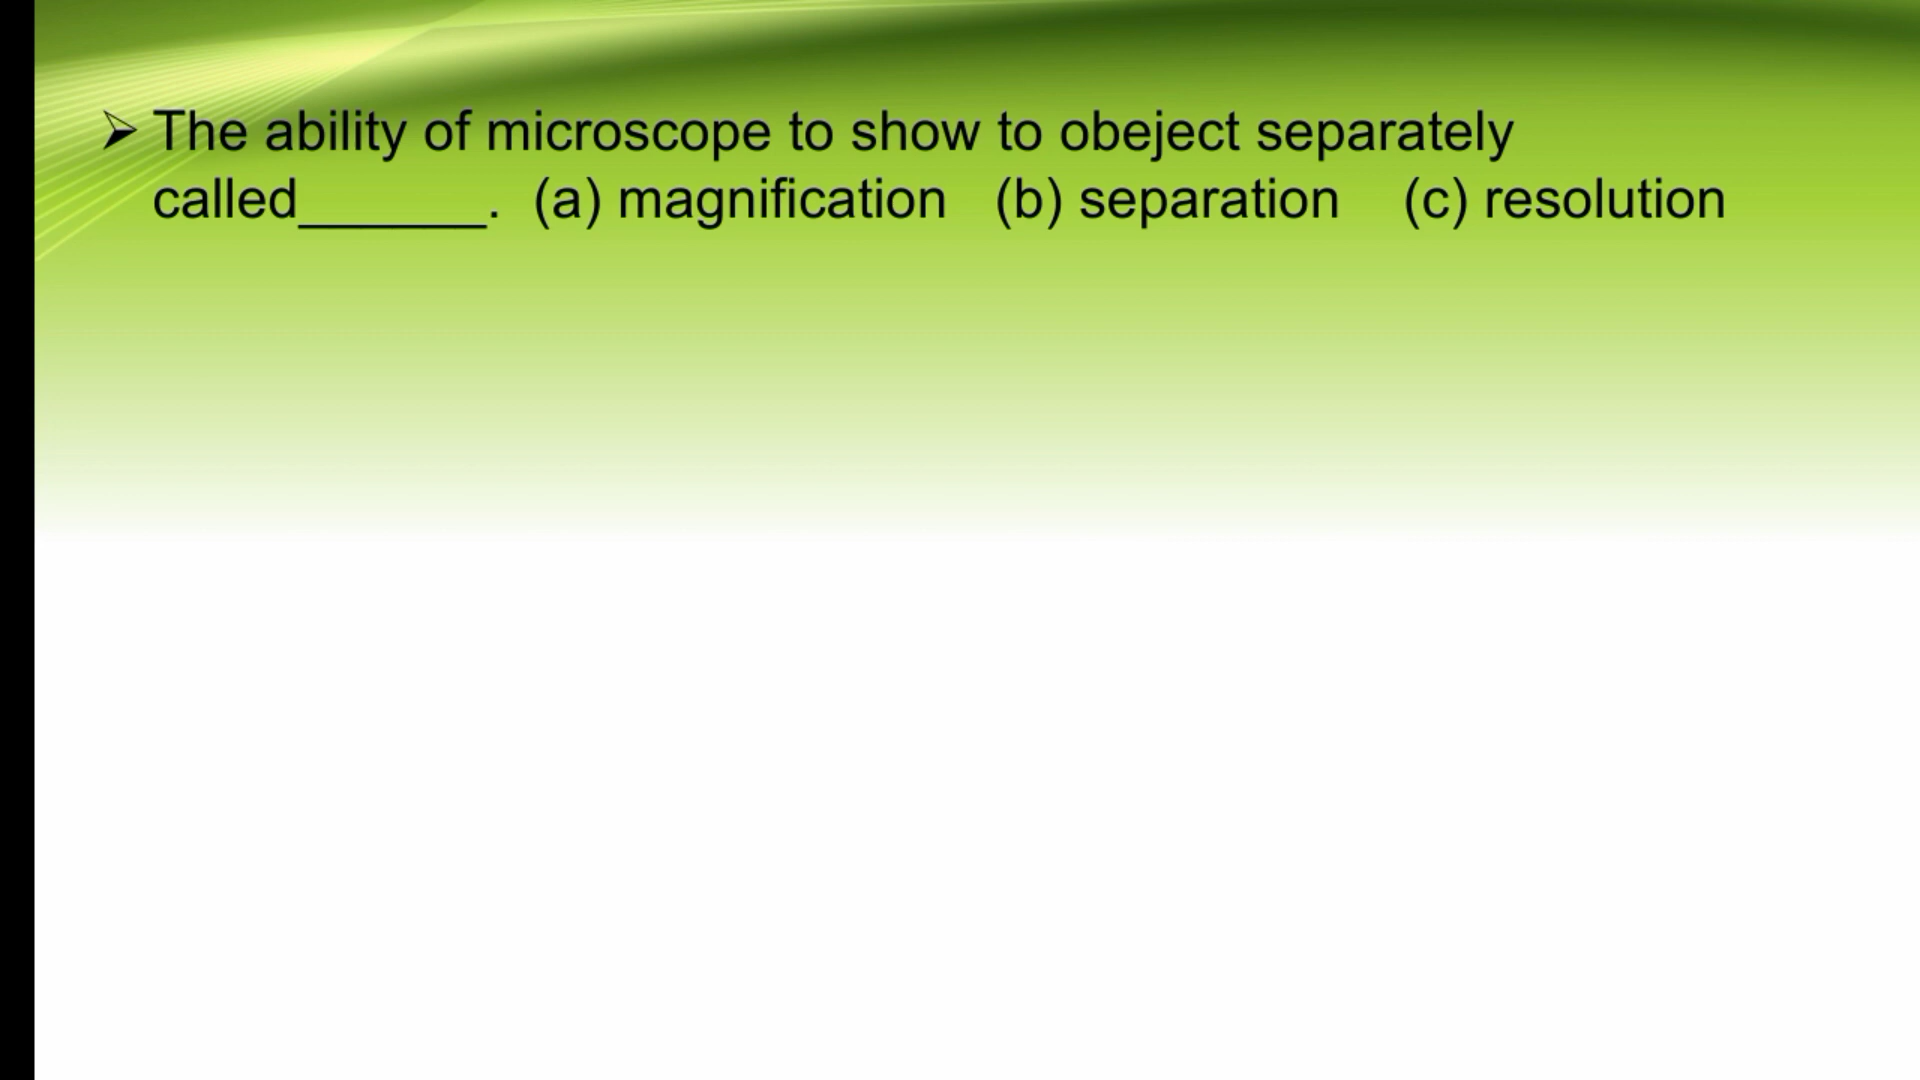 ➢ The ability of microscope to show to obeject separately
called______. (a) magnification (b) separation (c) resolution